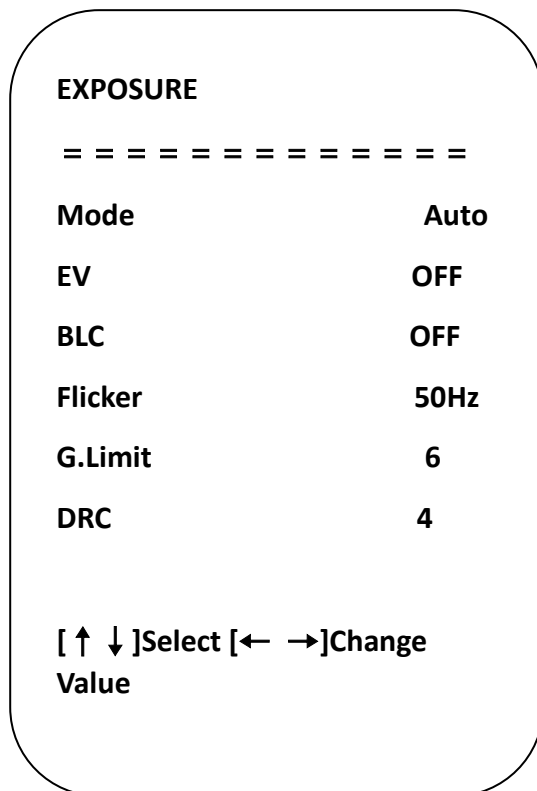 EXPOSURE
= = = = = = = = = = = = =
Mode Auto
EV OFF
BLC OFF
Flicker 50Hz
G.Limit 6
DRC 4
[ ↑ ↓ ]Select [← →]Change
Value